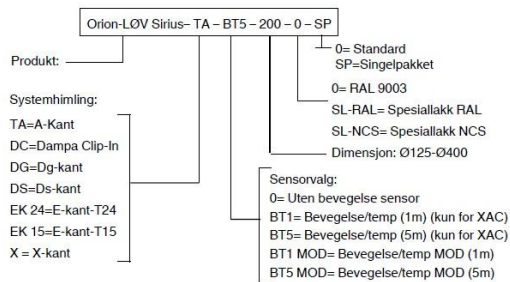 Orion-LØV Sirius– TA – BT5 – 200 – 0 – SP
0= Standard
SP=Singelpakket
Produkt:
0= RAL 9003
SL-RAL= Spesiallakk RAL
SL-NCS= Spesiallakk NCS
Dimensjon: Ø125-Ø400
Systemhimling:
TA=A-Kant
DC=Dampa Clip-In
DG=Dg-kant
DS=Ds-kant
EK 24=E-kant-T24
EK 15=E-kant-T15
X = X-kant
Sensorvalg:
0= Uten bevegelse sensor
BT1= Bevegelse/temp (1m) (kun for XAC)
BT5= Bevegelse/temp (5m) (kun for XAC)
BT1 MOD= Bevegelse/temp MOD (1m)
BT5 MOD= Bevegelse/temp MOD (5m)